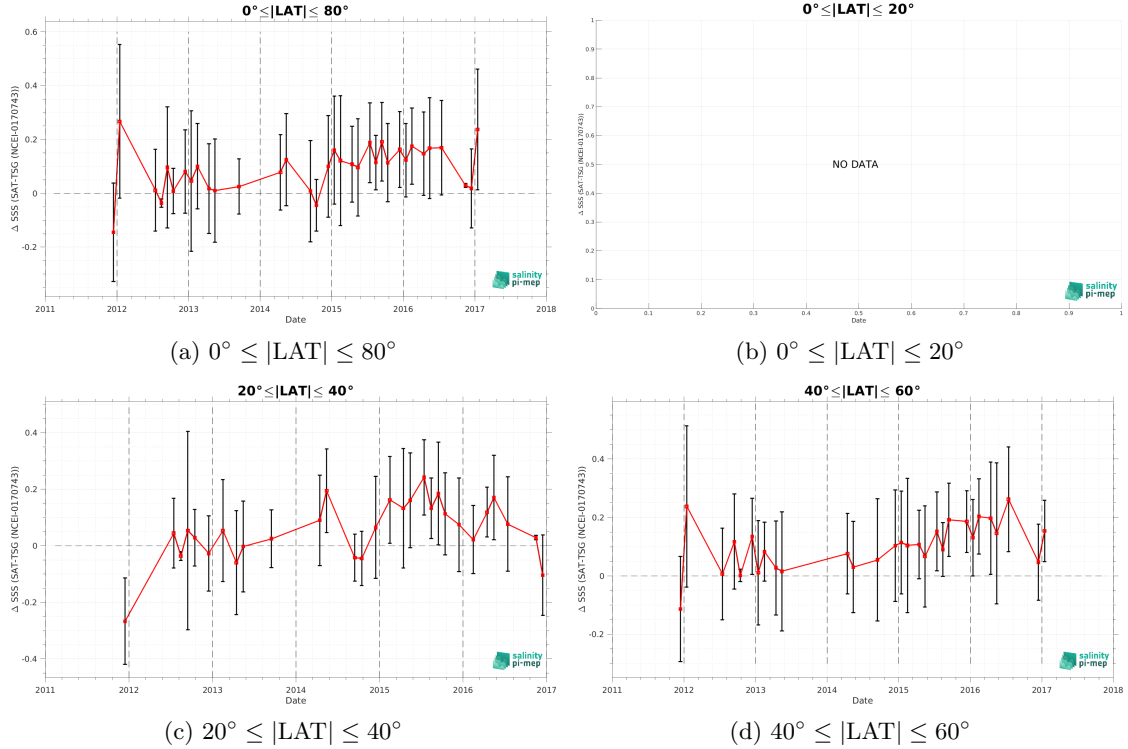 0°≤|LAT|≤ 80°
Δ SSS (SAT-TSG (NCEI-0170743))
0.6
0.4
0.2
0
-0.2
2011 2012 2013 2014 2015 2016 2017 2018
Date
salinity
pi-mep
(a) 0° ≤ |LAT| ≤ 80°
0°≤|LAT|≤ 20°
Δ SSS (SAT-TSG (NCEI-0170743))
1
0.9
0.8
0.7
0.6
0.5
0.4
0.3
0.2
0.1
0
NO DATA
0 0.1 0.2 0.3 0.4 0.5 0.6 0.7 0.8 0.9 1
Date
salinity
pi-mep
(b) 0° ≤ |LAT| ≤ 20°
20°≤|LAT|≤ 40°
Δ SSS (SAT-TSG (NCEI-0170743))
0.4
0.2
0
-0.2
-0.4
2011 2012 2013 2014 2015 2016 2017
Date
salinity
pi-mep
(c) 20° ≤ |LAT| ≤ 40°
40°≤|LAT|≤ 60°
Δ SSS (SAT-TSG (NCEI-0170743))
0.4
0.2
0
-0.2
2011 2012 2013 2014 2015 2016 2017 2018
Date
salinity
pi-mep
(d) 40° ≤ |LAT| ≤ 60°